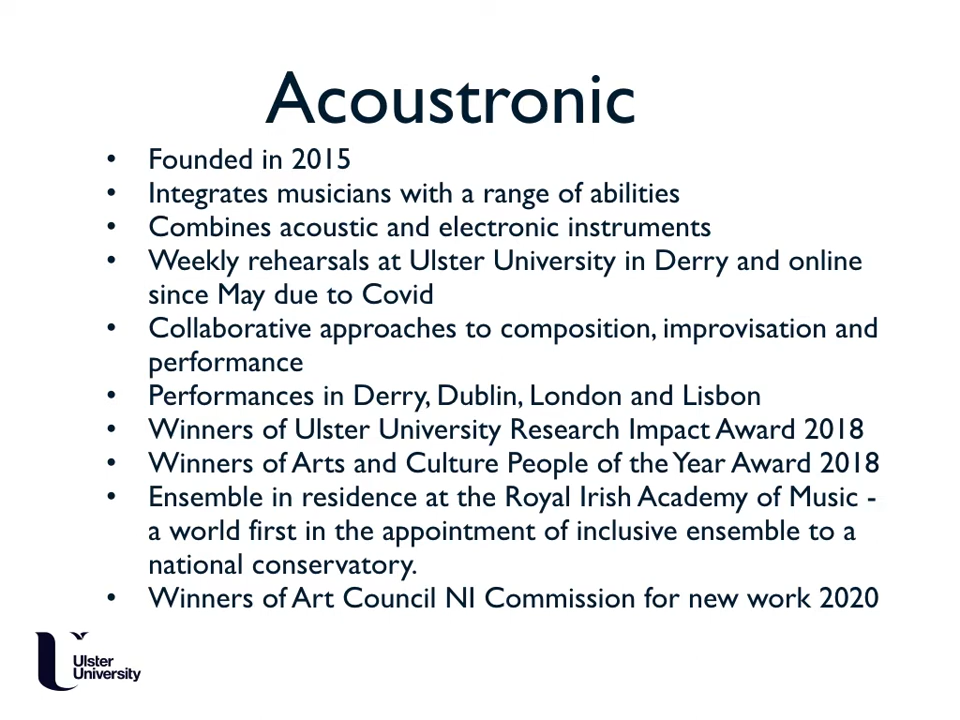 Acoustronic
• Founded in 2015
• Integrates musicians with a range of abilities
• Combines acoustic and electronic instruments
• Weekly rehearsals at Ulster University in Derry and online
since May due to Covid
• Collaborative approaches to composition, improvisation and
performance
• Performances in Derry, Dublin, London and Lisbon
• Winners of Ulster University Research Impact Award 2018
• Winners of Arts and Culture People of the Year Award 2018
• Ensemble in residence at the Royal Irish Academy of Music -
a world first in the appointment of inclusive ensemble to a
national conservatory.
• Winners of Art Council NI Commission for new work 2020
Ulster
University